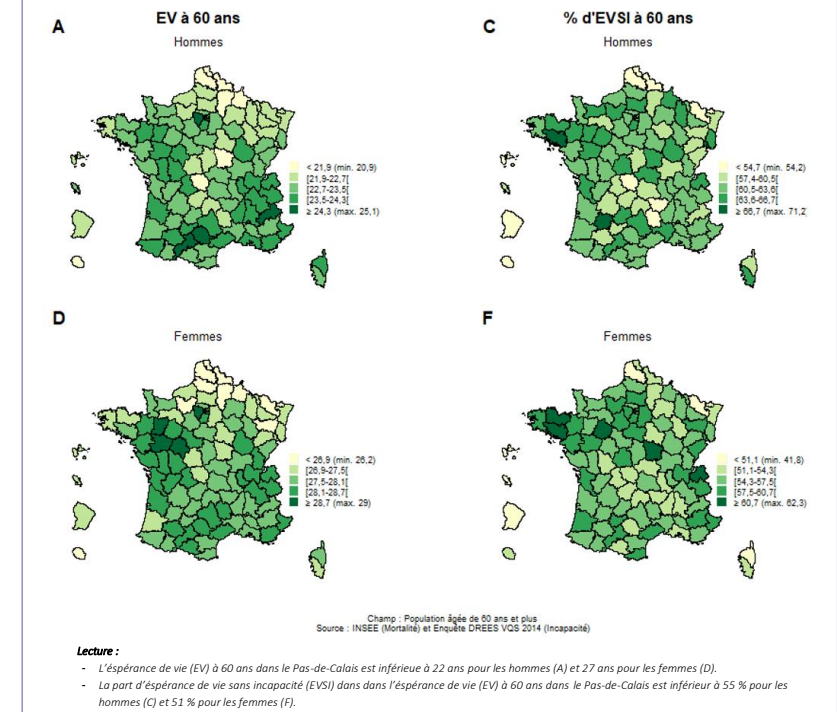 A
EV à 60 ans
Hommes
< 21,9 (min. 20,9)
[21,9-22,7[
[22,7-23,5[
[23,5-24,3[
≥ 24,3 (max. 25,1)
C
% d'EVSI à 60 ans
Hommes
< 54,7 (min. 54,2)
[57,4-60,5[
[60,5-63,6[
[63,6-66,7[
≥ 66,7 (max. 71,2
D
Femmes
< 26,9 (min. 26,2)
[26,9-27,5[
[27,5-28,1[
[28,1-28,7[
≥ 28,7 (max. 29)
F
Femmes
< 51,1 (min. 41,8)
[51,1-54,3[
[54,3-57,5[
[57,5-60,7[
≥ 60,7 (max. 62,3)
Champ : Population âgée de 60 ans et plus
Source : INSEE (Mortalité) et Enquête DREES VQS 2014 (Incapacité)
Lecture :
- L'éspérance de vie (EV) à 60 ans dans le Pas-de-Calais est inférieure à 22 ans pour les hommes (A) et 27 ans pour les femmes (D).
- La part d'éspérance de vie sans incapacité (EVSI) dans dans l'éspérance de vie (EV) à 60 ans dans le Pas-de-Calais est inférieur à 55 % pour les
hommes (C) et 51 % pour les femmes (F).